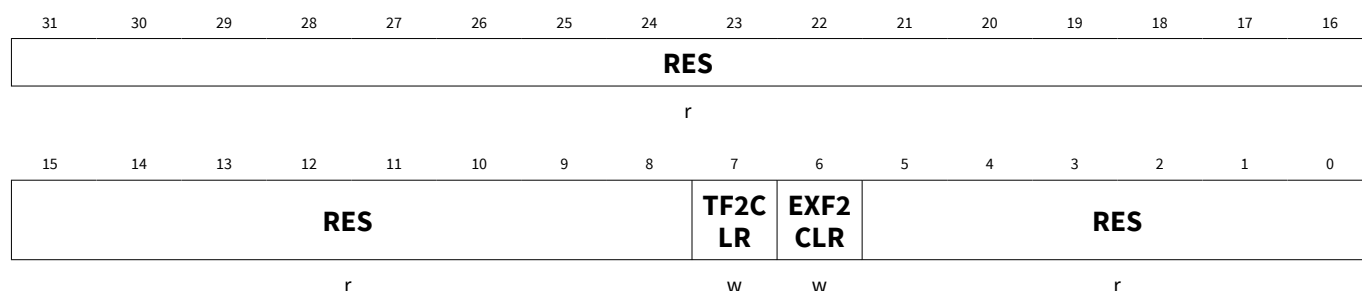 31 30 29 28 27 26 25 24 23 22 21 20 19 18 17 16
RES
r
15 14 13 12 11 10 9 8 7 6 5 4 3 2 1 0
RES TF2C EXF2 RES
LR CLR
r w w r